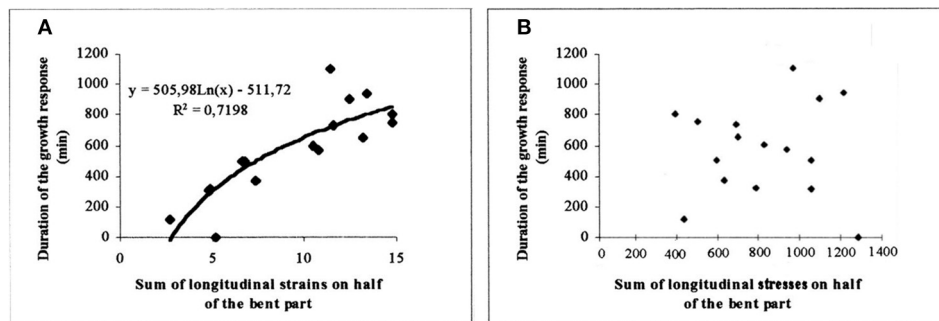 A
Duration of the growth response
(min)
1200
1000
800
600
400
200
0
y = 505,98Ln(x) - 511,72
R² = 0,7198
0 5 10 15
Sum of longitudinal strains on half
of the bent part
B
Duration of the growth response
(min)
1200
1000
800
600
400
200
0
0 200 400 600 800 1000 1200 1400
Sum of longitudinal stresses on half
of the bent part